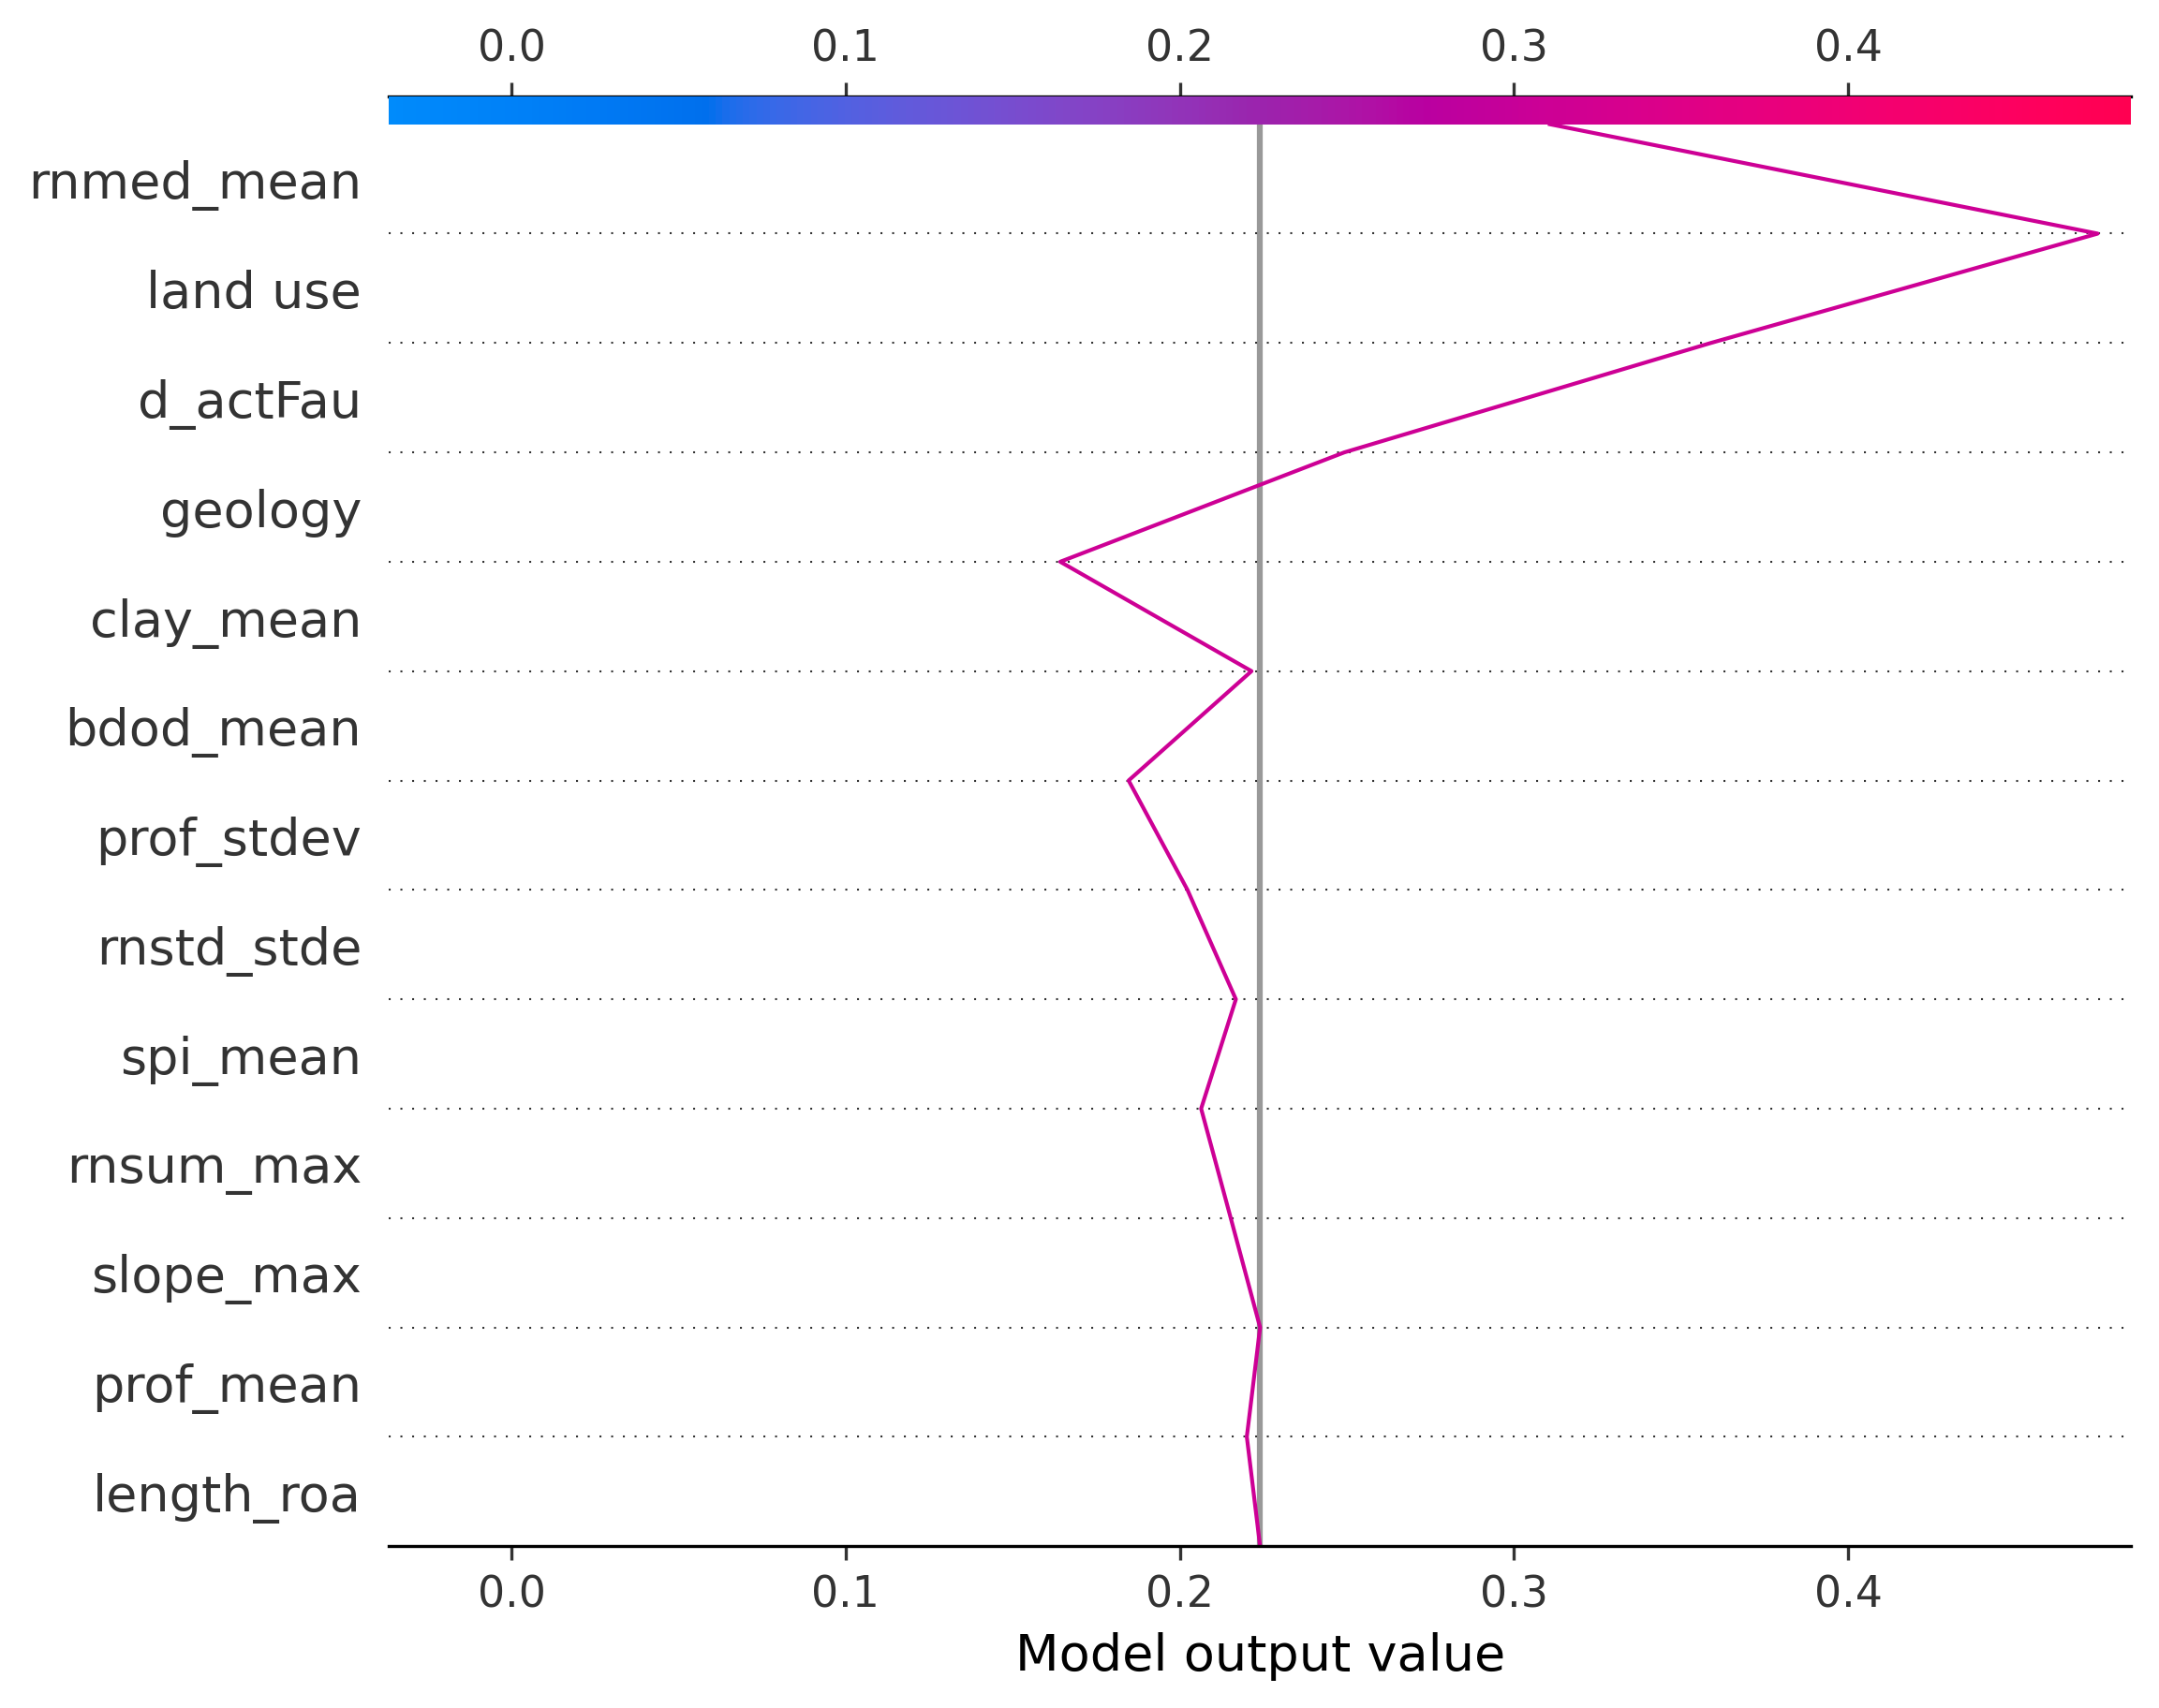 0.0 0.1 0.2 0.3 0.4
rnmed_mean
land use
d_actFau
geology
clay_mean
bdod_mean
prof_stdev
rnstd_stde
spi_mean
rnsum_max
slope_max
prof_mean
length_roa
0.0 0.1 0.2 0.3 0.4
Model output value